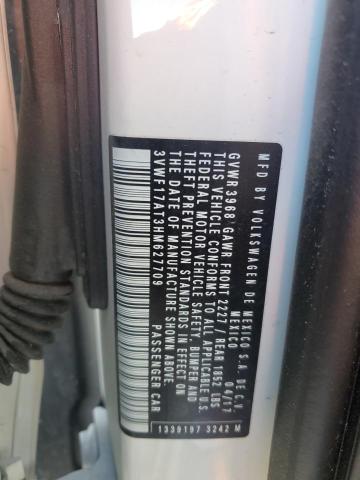 MFD. BY VOLKSWAGEN DE MEXICO S.A. DE C.V.
MEXICO 04/17
GVWR 3968 GAWR FRONT 2227 / REAR 1852 LBS
THIS VEHICLE CONFORMS TO ALL APPLICABLE U.S.
FEDERAL MOTOR VEHICLE SAFETY, BUMPER AND
THEFT PREVENTION STANDARDS IN EFFECT ON
THE DATE OF MANUFACTURE SHOWN ABOVE
3VWF17AT3HM627709 PASSENGER CAR
1339197 3242 M